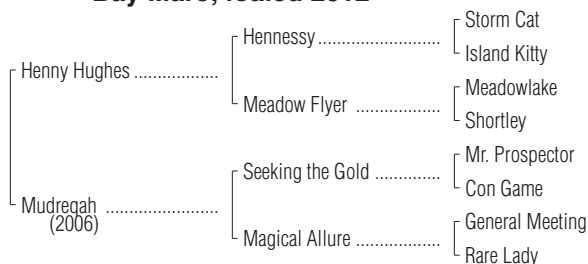 Bay Mare; foaled 2012
Storm Cat
Hennessy ..........................
Island Kitty
Henny Hughes ..................
Meadowlake
Meadow Flyer ..................
Shortley
Mr. Prospector
Seeking the Gold ...............
Con Game
Mudreqah ........................
(2006)
General Meeting
Magical Allure ...................
Rare Lady